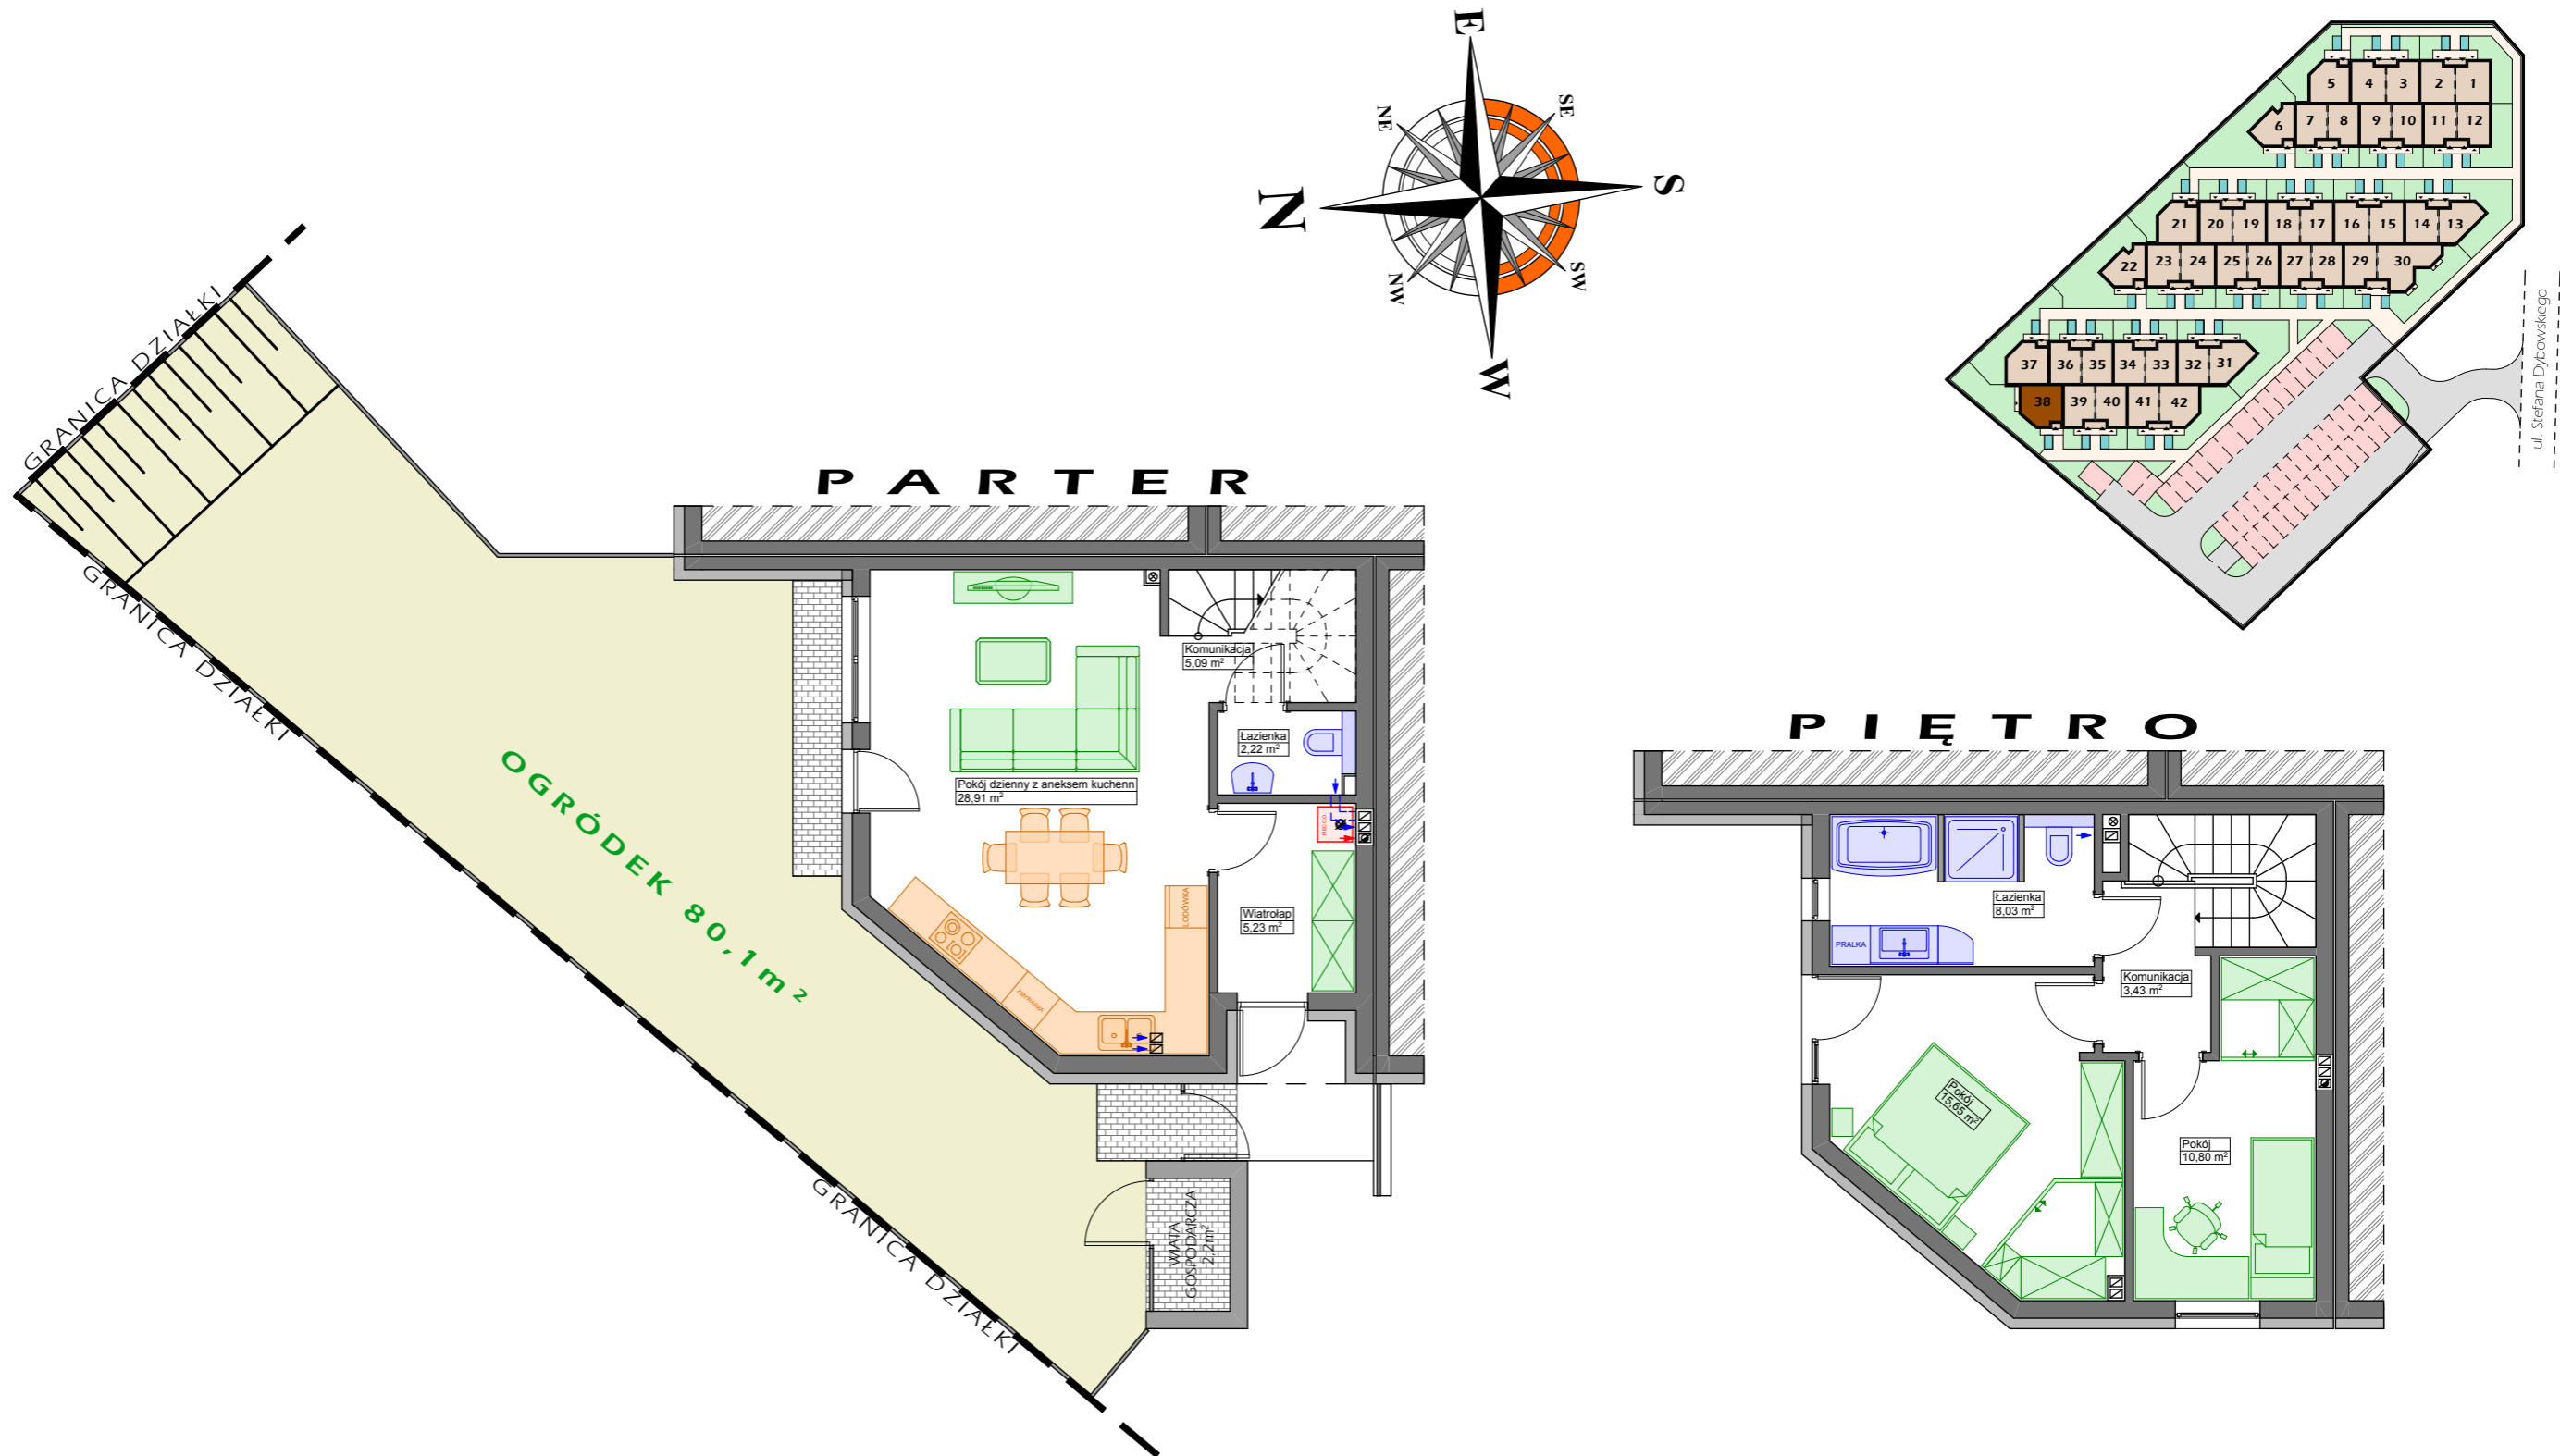 E
NE
SE
N
S
NW
SW
W
5
4
3
2
1
6
7
8
9
10
11
12
21
20
19
18
17
16
15
14
13
22
23
24
25
26
27
28
29
30
37
36
35
34
33
32
31
38
39
40
41
42
ul. Stefana Dybowskiego
PARTER
GRANICA DZIAŁKI
GRANICA DZIAŁKI
GRANICA DZIAŁKI
OGRÓDEK 80,1m²
Komunikacja
5,09 m²
Łazienka
2,22 m²
Pokój dzienny z aneksem kuchenn
28,91 m²
Wiatrołap
5,23 m²
LODÓWKA
ZMYWARKA
WIATA
GOSPODARCZA
2,2m²
PIĘTRO
Łazienka
8,03 m²
PRALKA
Komunikacja
3,43 m²
Pokój
15,65 m²
Pokój
10,80 m²